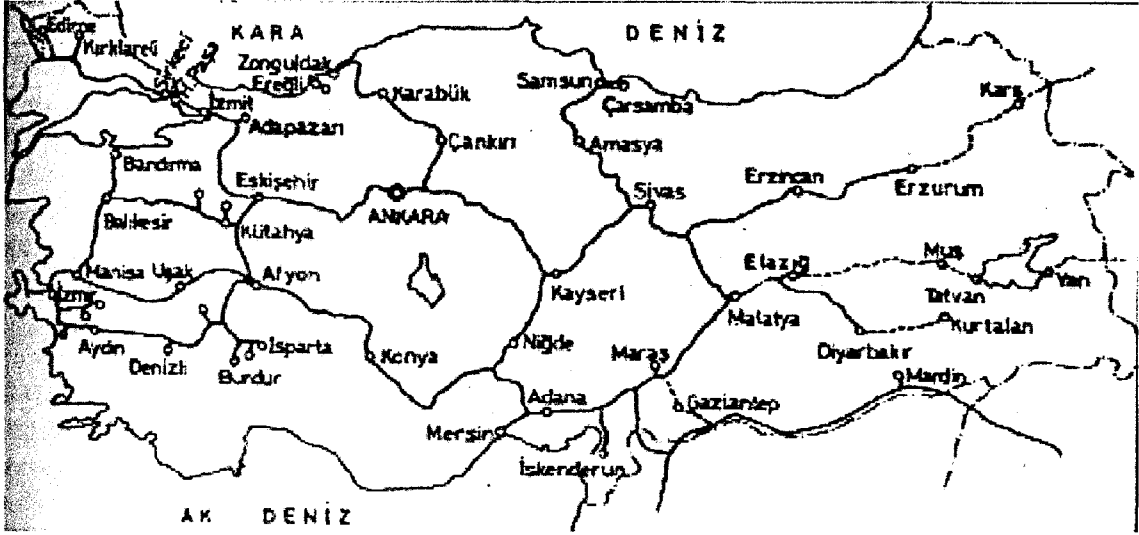 KARA DENİZ
Edirne
Kırklareli
Sirkeci
Zonguldak
Ereğli
Samsun
Çarsamba
Kars
Karabük
İzmit
Adapazarı
Çankırı
Amasya
Bandırma
Eskişehir
ANKARA
Sivas
Erzincan
Erzurum
Balıkesir
Kütahya
Manisa Uşak
Afyon
Kayseri
Elazığ
Muş
Tatvan
Van
İzmir
Malatya
Kurtalan
Aydın
Denizli
Isparta
Burdur
Konya
Niğde
Maraş
Diyarbakır
Mardin
Adana
Gaziantep
Mersin
İskenderun
AK DENİZ